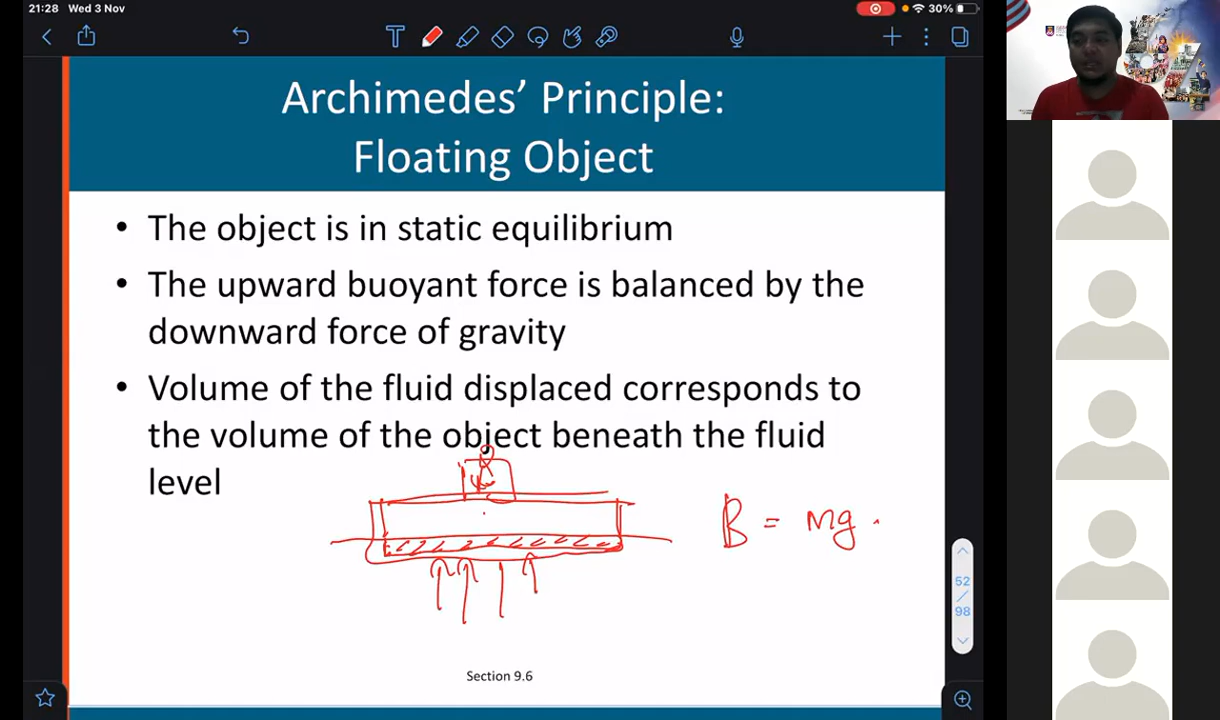 21:28 Wed 3 Nov
30%
Archimedes’ Principle:
Floating Object
• The object is in static equilibrium
• The upward buoyant force is balanced by the
downward force of gravity
• Volume of the fluid displaced corresponds to
the volume of the object beneath the fluid
level
B = mg.
52
/
98
Section 9.6